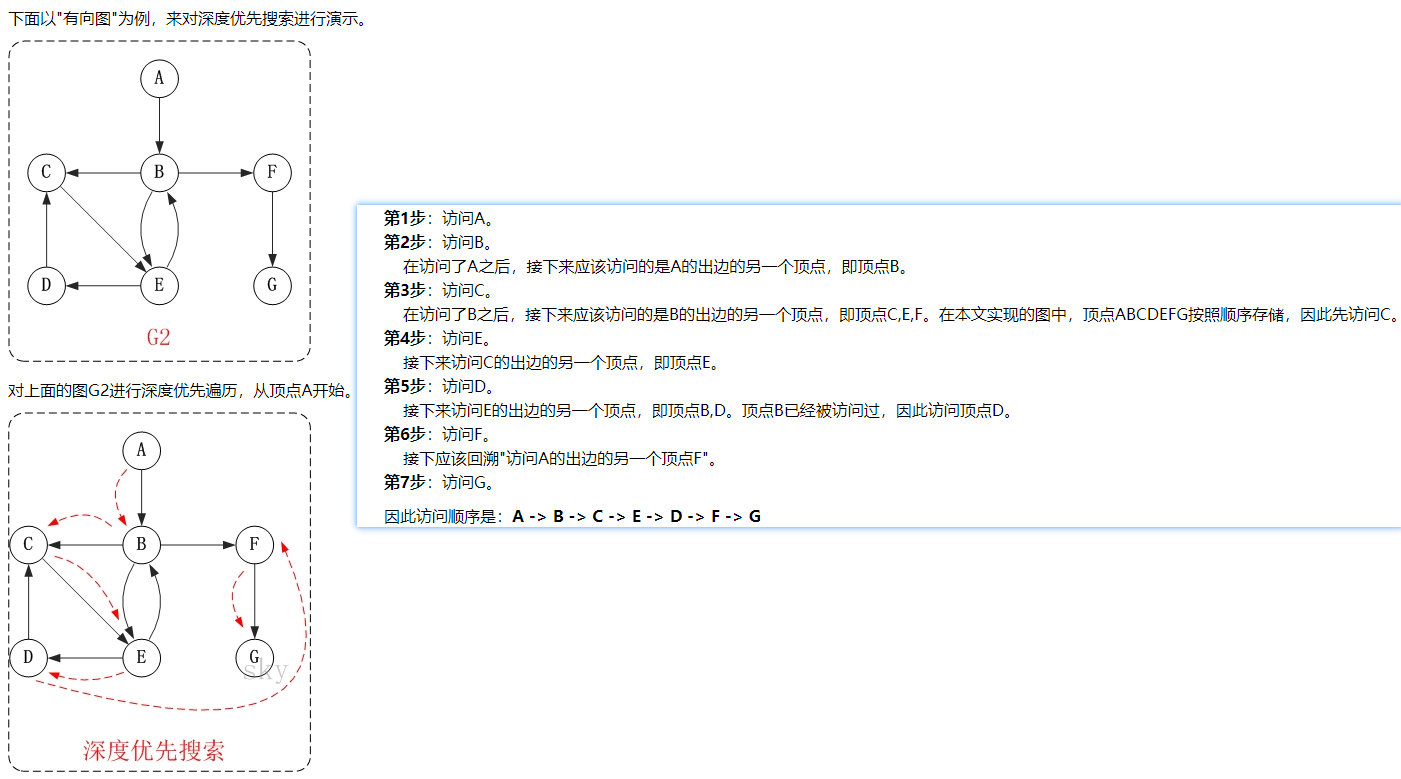 下面以"有向图"为例，来对深度优先搜索进行演示。
A
C
B
F
D
E
G
G2
对上面的图G2进行深度优先遍历，从顶点A开始。
A
C
B
F
D
E
G
sky
深度优先搜索
第1步：访问A。
第2步：访问B。
在访问了A之后，接下来应该访问的是A的出边的另一个顶点，即顶点B。
第3步：访问C。
在访问了B之后，接下来应该访问的是B的出边的另一个顶点，即顶点C,E,F。在本文实现的图中，顶点ABCDEFG按照顺序存储，因此先访问C。
第4步：访问E。
接下来访问C的出边的另一个顶点，即顶点E。
第5步：访问D。
接下来访问E的出边的另一个顶点，即顶点B,D。顶点B已经被访问过，因此访问顶点D。
第6步：访问F。
接下应该回溯"访问A的出边的另一个顶点F"。
第7步：访问G。
因此访问顺序是：A -> B -> C -> E -> D -> F -> G